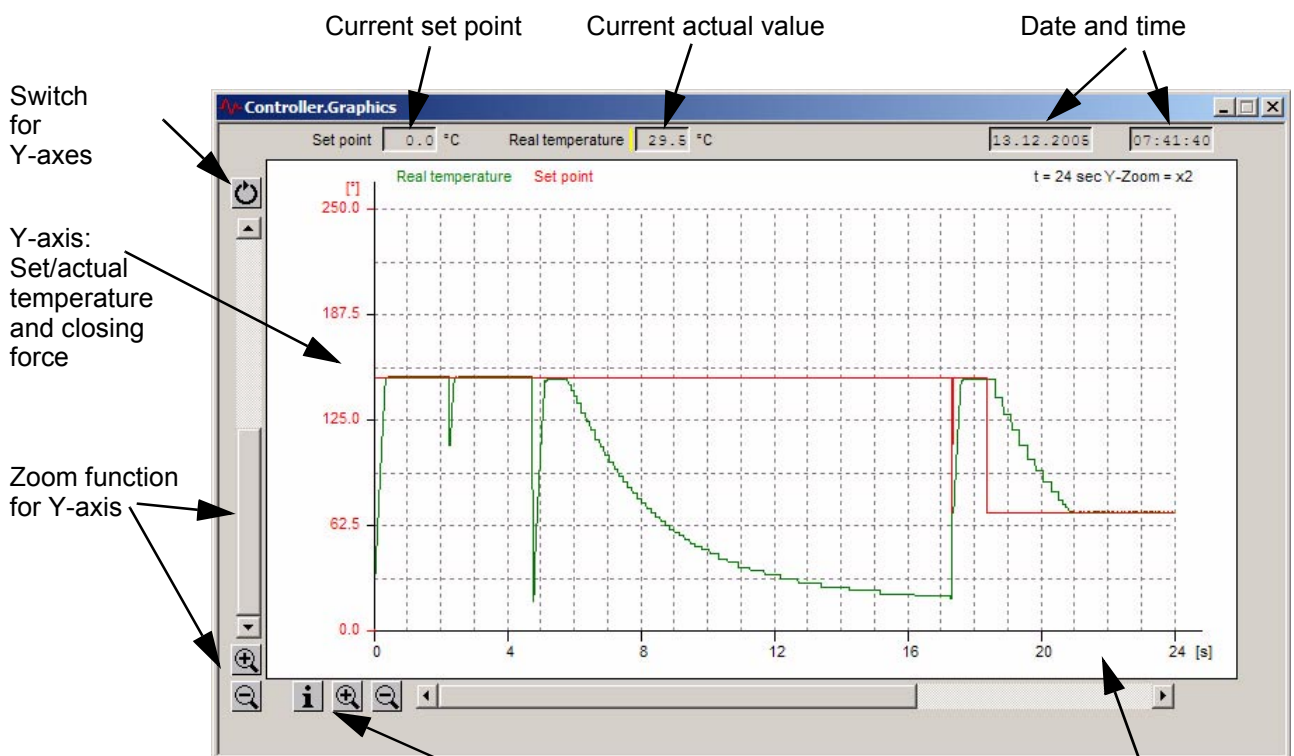 Current set point
Current actual value
Date and time
Switch
for
Y-axes
Controller.Graphics
Set point 0.0 °C Real temperature 29.5 °C 13.12.2005 07:41:40
Real temperature Set point t = 24 sec Y-Zoom = x2
[°]
250.0
Y-axis:
Set/actual
temperature
and closing
force
187.5
125.0
Zoom function
for Y-axis
62.5
0.0
0 4 8 12 16 20 24 [s]
i